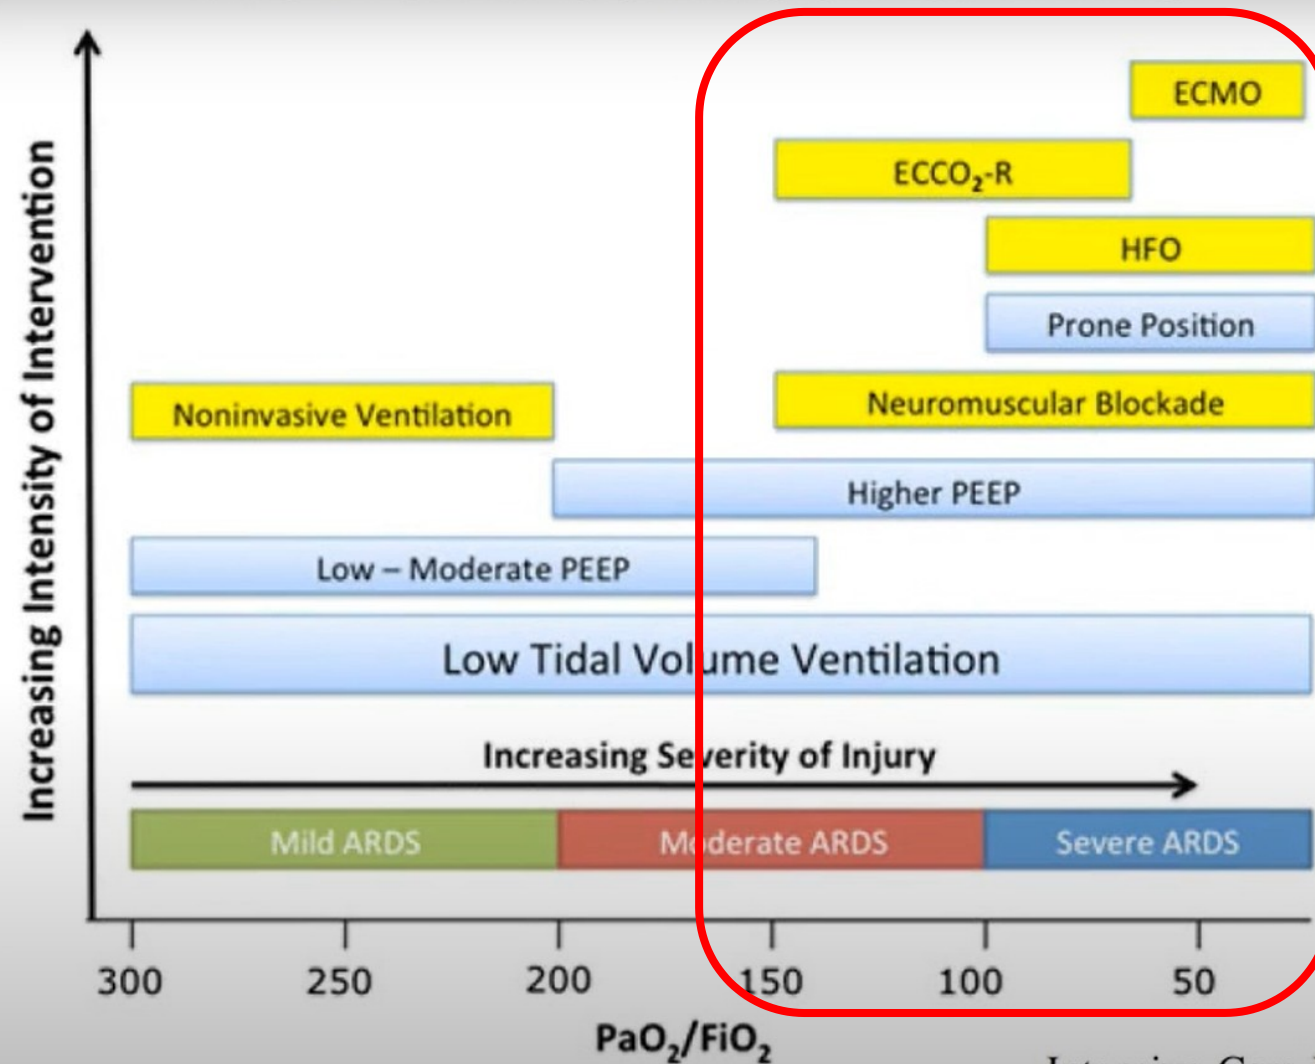 Increasing Intensity of Intervention
ECMO
ECCO₂-R
HFO
Prone Position
Noninvasive Ventilation
Neuromuscular Blockade
Higher PEEP
Low – Moderate PEEP
Low Tidal Volume Ventilation
Increasing Severity of Injury
Mild ARDS
Moderate ARDS
Severe ARDS
300 250 200 150 100 50
PaO₂/FiO₂